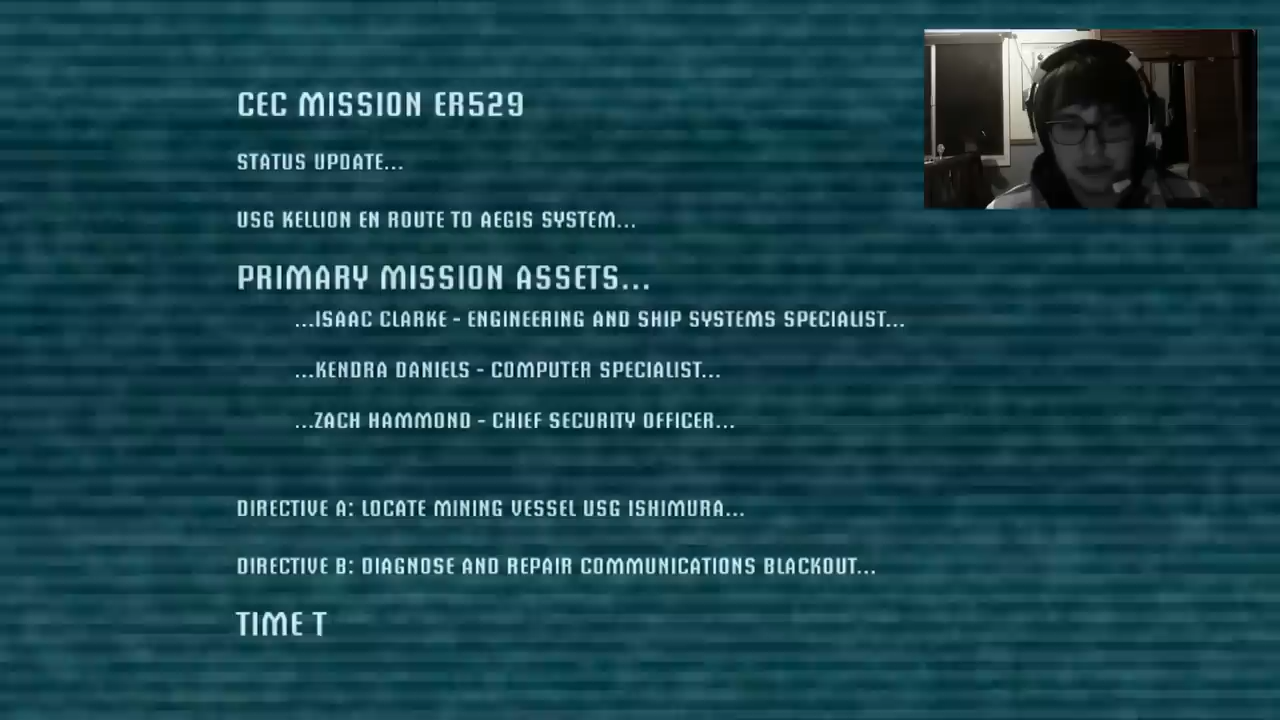 CEC MISSION ER529
STATUS UPDATE...
USG KELLION EN ROUTE TO AEGIS SYSTEM...
PRIMARY MISSION ASSETS...
...ISAAC CLARKE - ENGINEERING AND SHIP SYSTEMS SPECIALIST...
...KENDRA DANIELS - COMPUTER SPECIALIST...
...ZACH HAMMOND - CHIEF SECURITY OFFICER...
DIRECTIVE A: LOCATE MINING VESSEL USG ISHIMURA...
DIRECTIVE B: DIAGNOSE AND REPAIR COMMUNICATIONS BLACKOUT...
TIME T